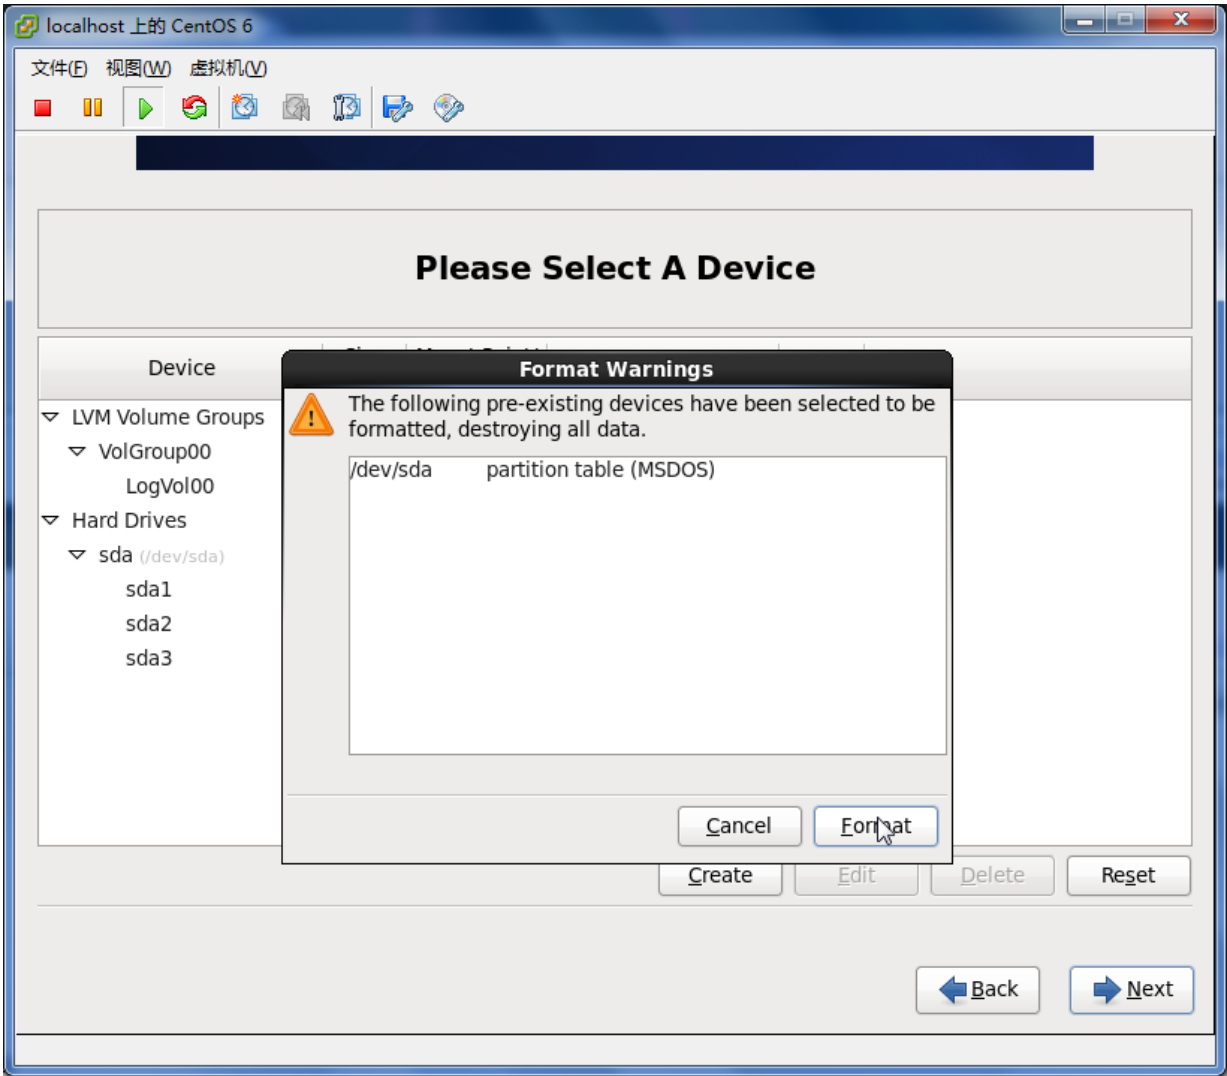 localhost 上的 CentOS 6
文件(F) 视图(W) 虚拟机(V)
Please Select A Device
Device
Format Warnings
The following pre-existing devices have been selected to be
formatted, destroying all data.
/dev/sda partition table (MSDOS)
LVM Volume Groups
VolGroup00
LogVol00
Hard Drives
sda (/dev/sda)
sda1
sda2
sda3
Cancel Format
Create Edit Delete Reset
Back Next